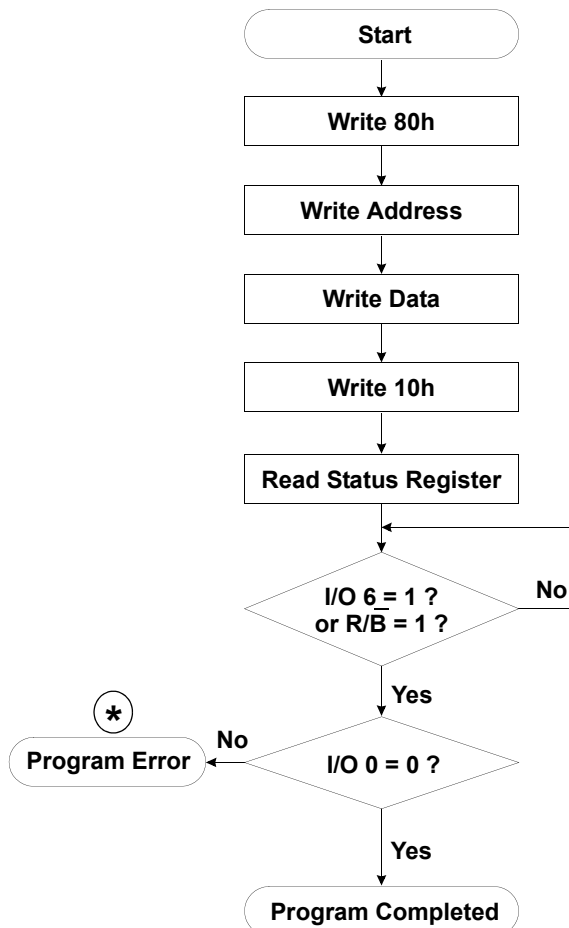 Start
Write 80h
Write Address
Write Data
Write 10h
Read Status Register
I/O 6 = 1 ?
or R/B̅ = 1 ?
No
Yes
*
No
Program Error
I/O 0 = 0 ?
Yes
Program Completed